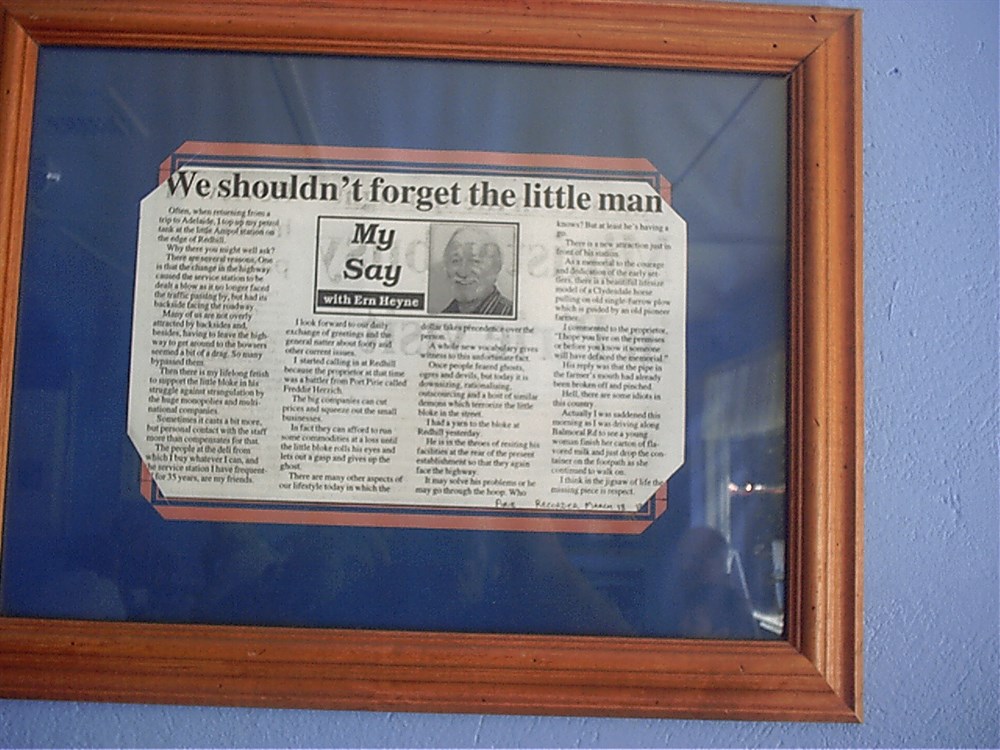 We shouldn't forget the little man
Often, when returning from a
trip to Adelaide, I top up my petrol
tank at the little Ampol station on
the edge of Redhill.
Why there you might well ask?
There are several reasons. One
is that the change in the highway
caused the service station to be
dealt a blow as it no longer faced
the traffic passing by, but had its
backside facing the roadway.
Many of us are not overly
attracted by backsides and,
besides, having to leave the high-
way to get around to the bowsers
seemed a bit of a drag. So many
bypassed them.
Then there is my lifelong fetish
to support the little bloke in his
struggle against strangulation by
the huge monopolies and multi-
national companies.
Sometimes it costs a bit more,
but personal contact with the staff
more than compensates for that.
The people at the deli from
which I buy whatever I can, and
he service station I have frequent-
for 35 years, are my friends.
My
Say
with Ern Heyne
I look forward to our daily
exchange of greetings and the
general natter about footy and
other current issues.
I started calling in at Redhill
because the proprietor at that time
was a battler from Port Pirie called
Freddie Herrich.
The big companies can cut
prices and squeeze out the small
businesses.
In fact they can afford to run
some commodities at a loss until
the little bloke rolls his eyes and
lets out a gasp and gives up the
ghost.
There are many other aspects of
our lifestyle today in which the
dollar takes precedence over the
person.
A whole new vocabulary gives
witness to this unfortunate fact.
Once people feared ghosts,
ogres and devils, but today it is
downsizing, rationalising,
outsourcing and a host of similar
demons which terrorize the little
bloke in the street.
I had a yarn to the bloke at
Redhill yesterday.
He is in the throes of resiting his
facilities at the rear of the present
establishment so that they again
face the highway.
It may solve his problems or he
may go through the hoop. Who
knows? But at least he's having a
go.
There is a new attraction just in
front of his station.
As a memorial to the courage
and dedication of the early set-
tlers, there is a beautiful lifesize
model of a Clydesdale horse
pulling an old single-furrow plow
which is guided by an old pioneer
farmer.
I commented to the proprietor,
"I hope you live on the premises
or before you know it someone
will have defaced the memorial."
His reply was that the pipe in
the farmer's mouth had already
been broken off and pinched.
Hell, there are some idiots in
this country.
Actually I was saddened this
morning as I was driving along
Balmoral Rd to see a young
woman finish her carton of fla-
vored milk and just drop the con-
tainer on the footpath as she
continued to walk on.
I think in the jigsaw of life the
missing piece is respect.
Recorder March 18